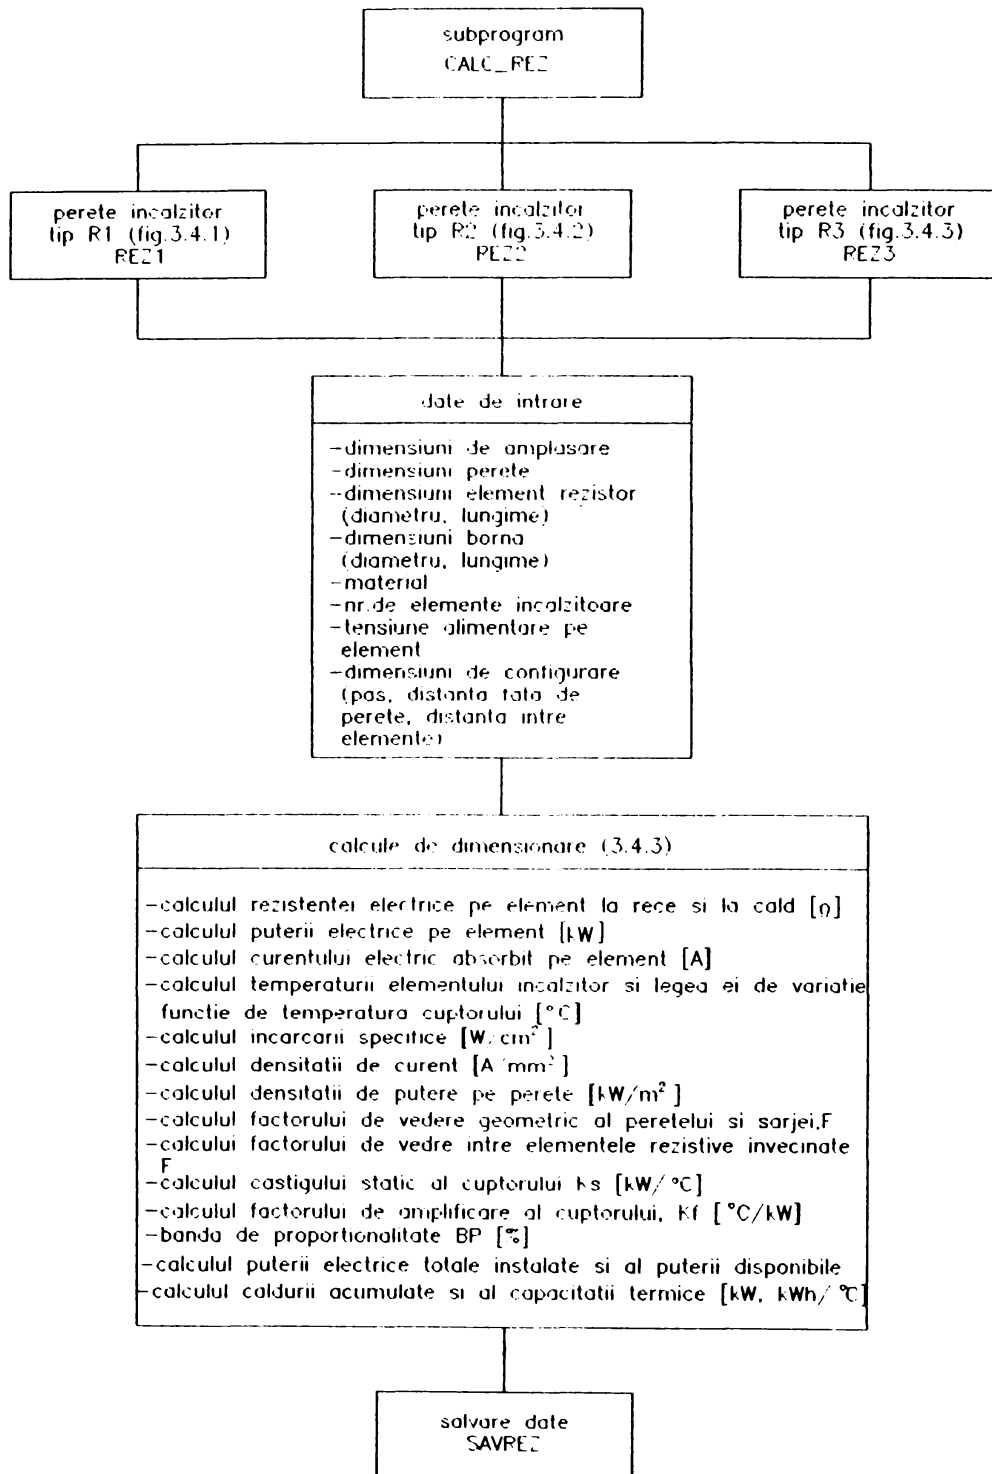 subprogram
CALC_REZ
perete incalzitor
tip R1 (fig.3.4.1)
REZ1
perete incalzitor
tip R2 (fig.3.4.2)
REZ2
perete incalzitor
tip R3 (fig.3.4.3)
REZ3
date de intrare
-dimensiuni de amplasare
-dimensiuni perete
-dimensiuni element rezistor
(diametru, lungime)
-dimensiuni borna
(diametru, lungime)
-material
-nr.de elemente incalzitoare
-tensiune alimentare pe
element
-dimensiuni de configurare
(pas, distanta fata de
perete, distanta intre
elemente)
calcule de dimensionare (3.4.3)
-calculul rezistentei electrice pe element la rece si la cald [Ω]
-calculul puterii electrice pe element [kW]
-calculul curentului electric absorbit pe element [A]
-calculul temperaturii elementului incalzitor si legea ei de variatie
functie de temperatura cuptorului [°C]
-calculul incarcarii specifice [W/cm²]
-calculul densitatii de curent [A/mm²]
-calculul densitatii de putere pe perete [kW/m²]
-calculul factorului de vedere geometric al peretelui si sarjei,F
-calculul factorului de vedre intre elementele rezistive invecinate
F
-calculul castigului static al cuptorului Ks [kW/°C]
-calculul factorului de amplificare al cuptorului, Kf [°C/kW]
-banda de proportionalitate BP [%]
-calculul puterii electrice totale instalate si al puterii disponibile
-calculul caldurii acumulate si al capacitatii termice [kW, kWh/°C]
salvare date
SAVREZ